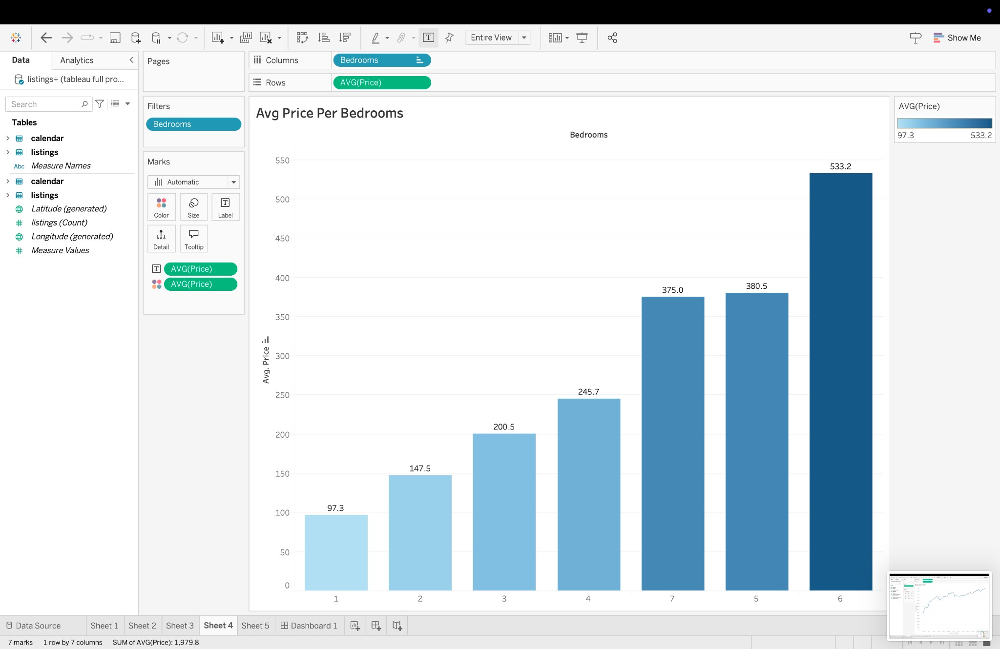 Entire View
Show Me
Data
Analytics
Pages
Columns
Bedrooms
listings+ (tableau full pro...
Rows
AVG(Price)
Search
Filters
Bedrooms
Tables
calendar
listings
Abc
Measure Names
calendar
listings
Latitude (generated)
listings (Count)
Longitude (generated)
Measure Values
Marks
Automatic
Color
Size
Label
Detail
Tooltip
AVG(Price)
AVG(Price)
Avg Price Per Bedrooms
Bedrooms
AVG(Price)
97.3
533.2
Avg. Price
550
500
450
400
350
300
250
200
150
100
50
0
97.3
147.5
200.5
245.7
375.0
380.5
533.2
1
2
3
4
7
5
6
Data Source
Sheet 1
Sheet 2
Sheet 3
Sheet 4
Sheet 5
Dashboard 1
7 marks
1 row by 7 columns
SUM of AVG(Price): 1,979.8